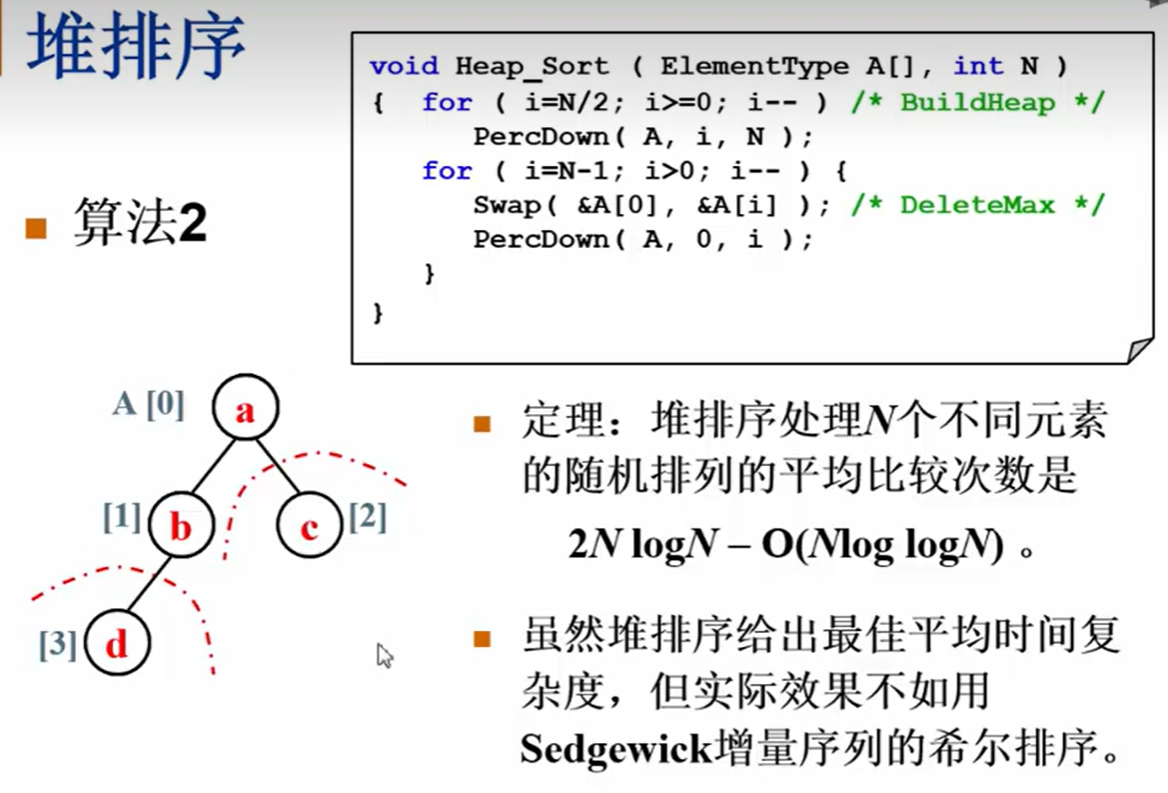 堆排序
void Heap_Sort ( ElementType A[], int N )
{ for ( i=N/2; i>=0; i-- ) /* BuildHeap */
PercDown( A, i, N );
for ( i=N-1; i>0; i-- ) {
Swap( &A[0], &A[i] ); /* DeleteMax */
PercDown( A, 0, i );
}
}
算法2
A [0] a
[1] b c [2]
[3] d
定理：堆排序处理N个不同元素
的随机排列的平均比较次数是
2N logN – O(Nlog logN) 。
虽然堆排序给出最佳平均时间复
杂度，但实际效果不如用
Sedgewick增量序列的希尔排序。